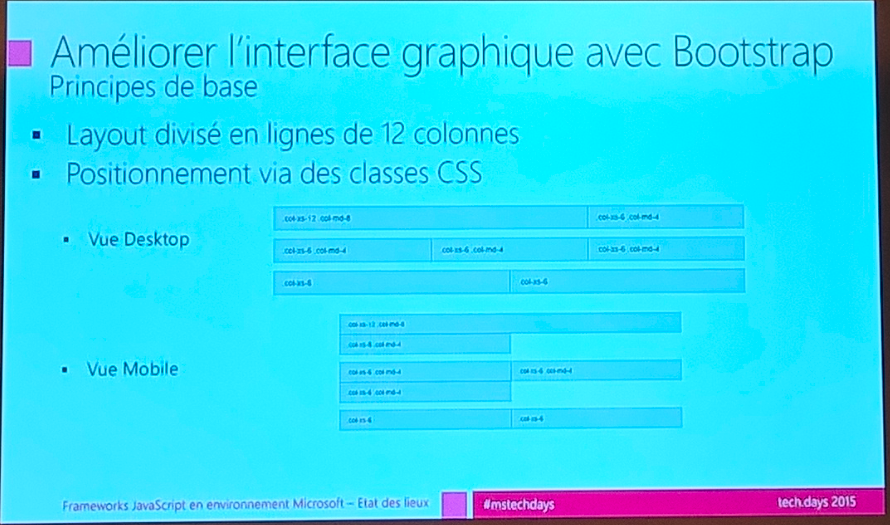 Améliorer l'interface graphique avec Bootstrap
Principes de base
▪ Layout divisé en lignes de 12 colonnes
▪ Positionnement via des classes CSS
▪ Vue Desktop
.col-xs-12 .col-md-8 .col-xs-6 .col-md-4
.col-xs-6 .col-md-4 .col-xs-6 .col-md-4 .col-xs-6 .col-md-4
.col-xs-6 .col-xs-6
▪ Vue Mobile
.col-xs-12 .col-md-8
.col-xs-6 .col-md-4
.col-xs-6 .col-md-4 .col-xs-6 .col-md-4
.col-xs-6 .col-md-4
.col-xs-6 .col-xs-6
Frameworks JavaScript en environnement Microsoft – Etat des lieux #mstechdays tech.days 2015